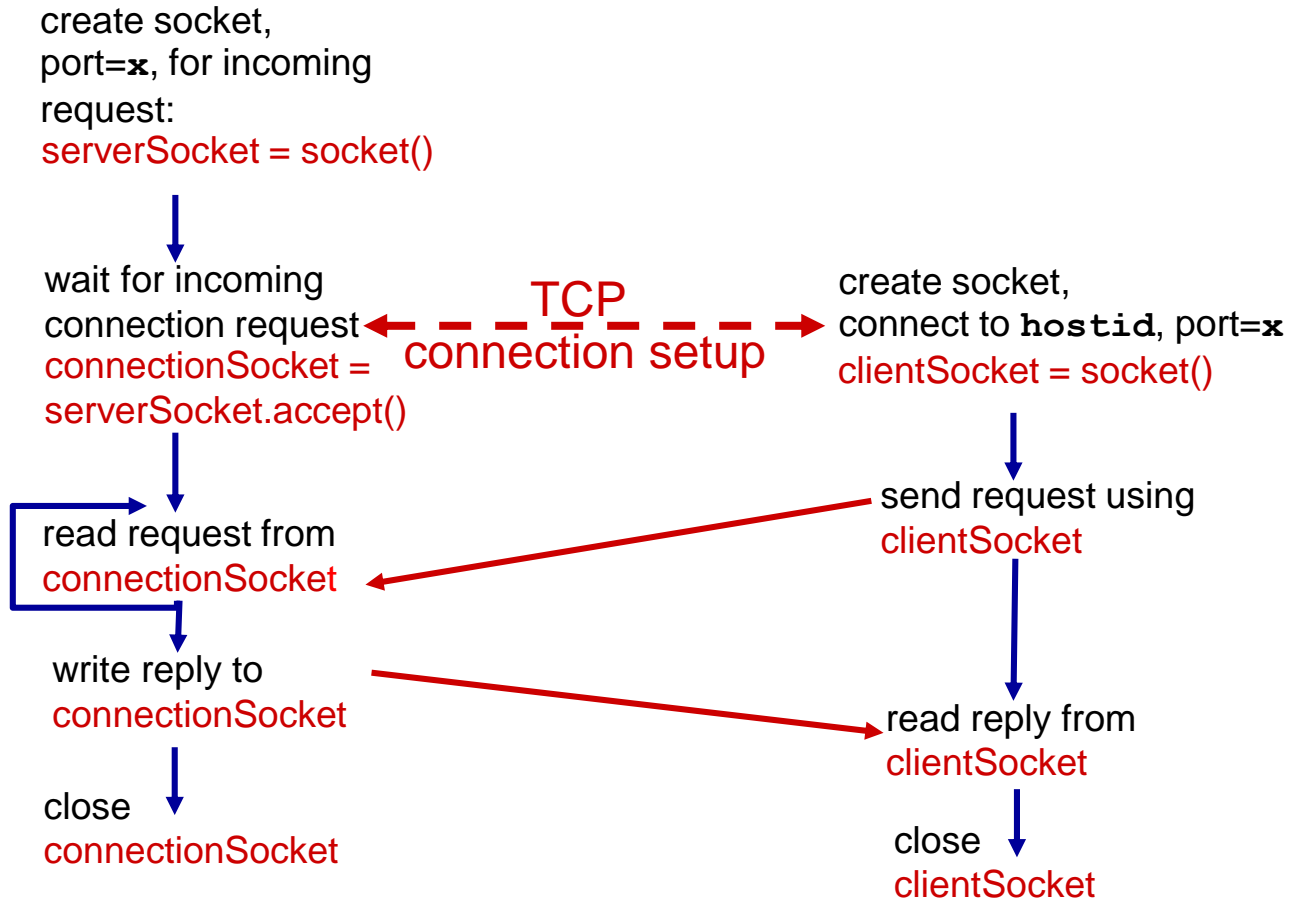 create socket,
port=x, for incoming
request:
serverSocket = socket()
wait for incoming
connection request
connectionSocket =
serverSocket.accept()
TCP
connection setup
create socket,
connect to hostid, port=x
clientSocket = socket()
read request from
connectionSocket
send request using
clientSocket
write reply to
connectionSocket
read reply from
clientSocket
close
connectionSocket
close
clientSocket